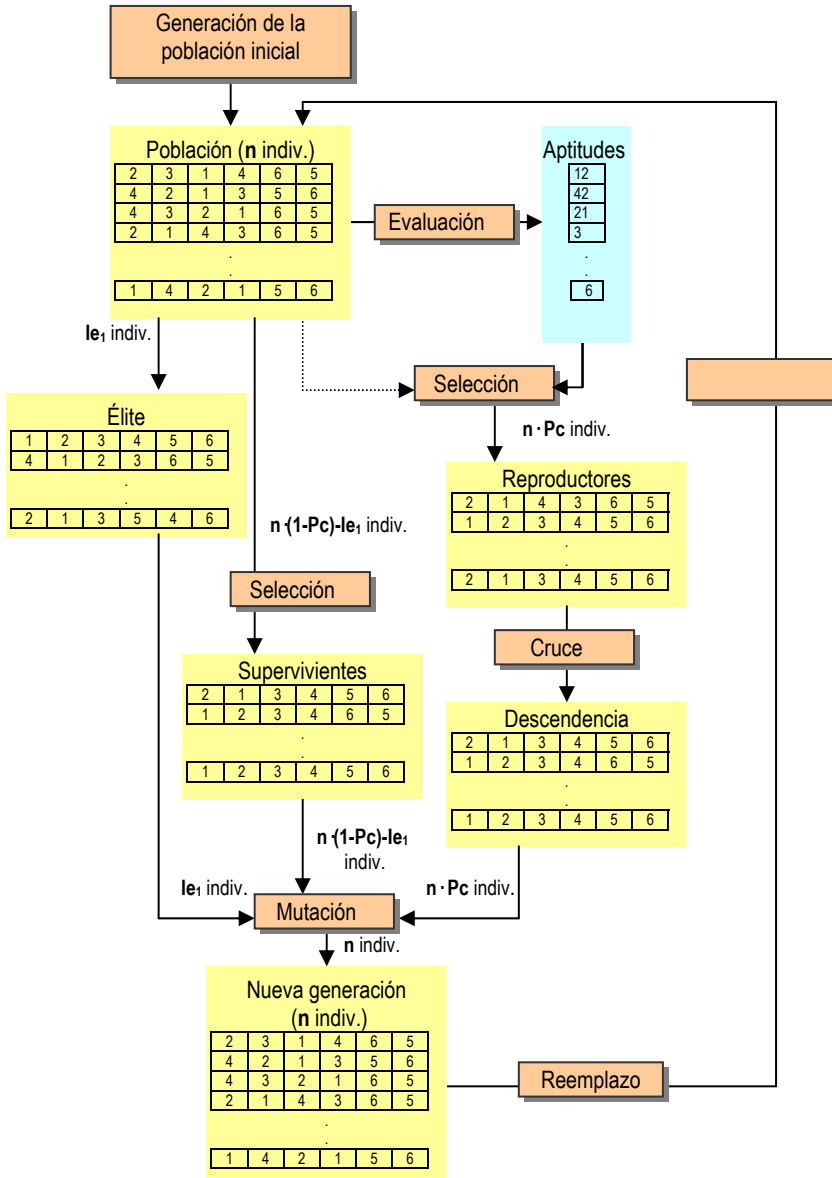 Generación de la
población inicial
Población (n indiv.)
2 3 1 4 6 5
4 2 1 3 5 6
4 3 2 1 6 5
2 1 4 3 6 5
.
.
1 4 2 1 5 6
Evaluación
Aptitudes
12
42
21
3
.
.
6
le₁ indiv.
Selección
n · Pc indiv.
Élite
1 2 3 4 5 6
4 1 2 3 6 5
.
.
2 1 3 5 4 6
n·(1-Pc)-le₁ indiv.
Selección
Reproductores
2 1 4 3 6 5
1 2 3 4 5 6
.
.
2 1 3 4 5 6
Cruce
Supervivientes
2 1 3 4 5 6
1 2 3 4 6 5
.
.
1 2 3 4 5 6
Descendencia
2 1 3 4 5 6
1 2 3 4 6 5
.
.
1 2 3 4 5 6
n·(1-Pc)-le₁
indiv.
le₁ indiv.
n · Pc indiv.
Mutación
n indiv.
Nueva generación
(n indiv.)
2 3 1 4 6 5
4 2 1 3 5 6
4 3 2 1 6 5
2 1 4 3 6 5
.
.
1 4 2 1 5 6
Reemplazo